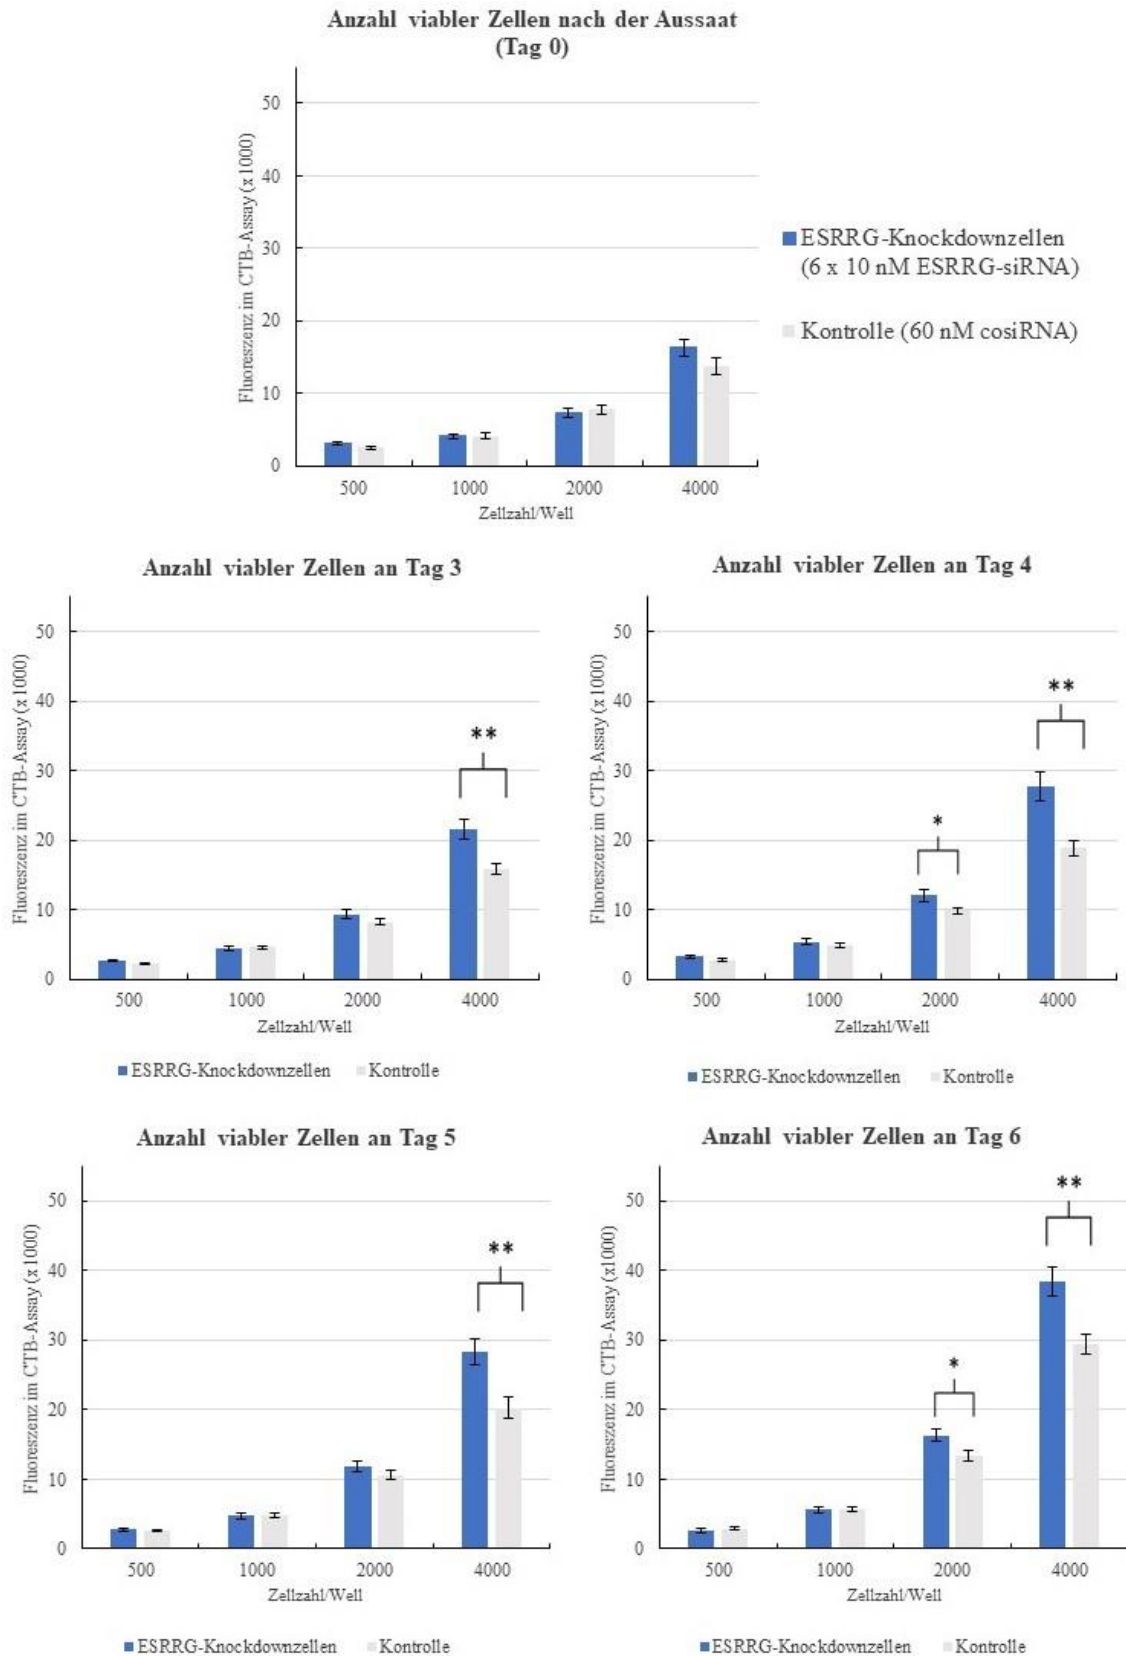 Anzahl viabler Zellen nach der Aussaat
(Tag 0)
Fluoreszenz im CTB-Assay (x1000)
50
40
30
20
10
0
500 1000 2000 4000
Zellzahl/Well
ESRRG-Knockdownzellen
(6 x 10 nM ESRRG-siRNA)
Kontrolle (60 nM cosiRNA)
Anzahl viabler Zellen an Tag 3
Fluoreszenz im CTB-Assay (x1000)
50
40
30
20
10
0
**
500 1000 2000 4000
Zellzahl/Well
ESRRG-Knockdownzellen Kontrolle
Anzahl viabler Zellen an Tag 4
Fluoreszenz im CTB-Assay (x1000)
50
40
30
20
10
0
*
**
500 1000 2000 4000
Zellzahl/Well
ESRRG-Knockdownzellen Kontrolle
Anzahl viabler Zellen an Tag 5
Fluoreszenz im CTB-Assay (x1000)
50
40
30
20
10
0
**
500 1000 2000 4000
Zellzahl/Well
ESRRG-Knockdownzellen Kontrolle
Anzahl viabler Zellen an Tag 6
Fluoreszenz im CTB-Assay (x1000)
50
40
30
20
10
0
*
**
500 1000 2000 4000
Zellzahl/Well
ESRRG-Knockdownzellen Kontrolle